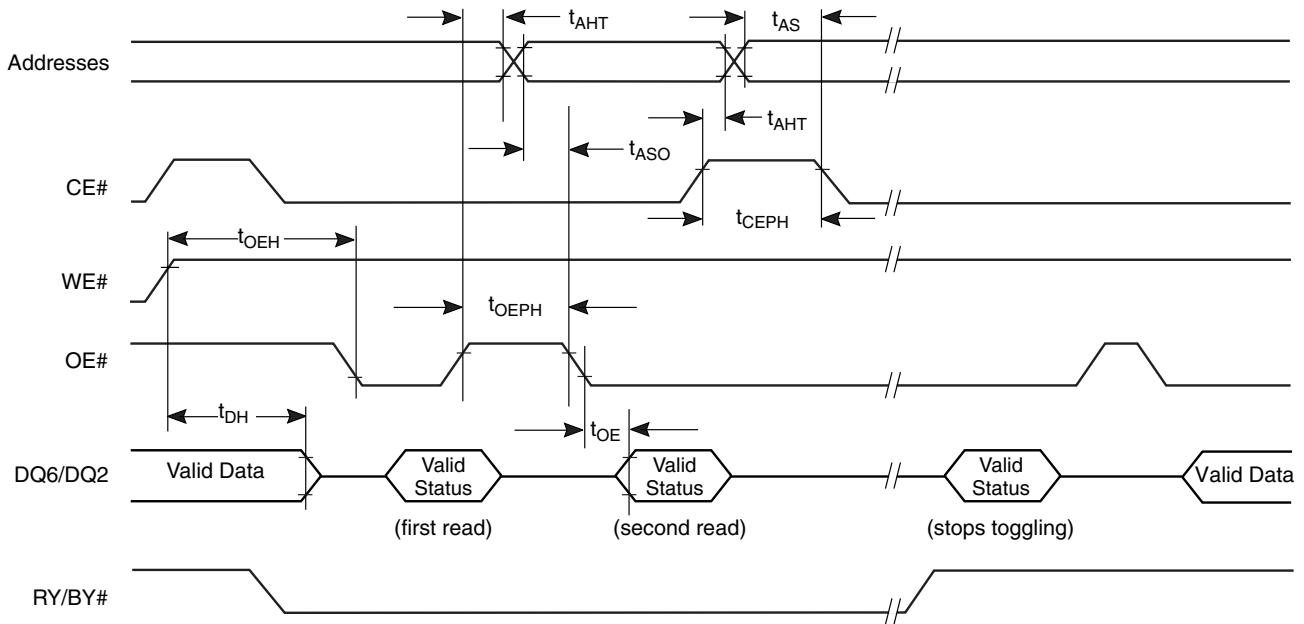 tAHT
tAS
Addresses
tAHT
tASO
CE#
tCEPH
tOEH
WE#
tOEPH
OE#
tDH
tOE
DQ6/DQ2
Valid Data
Valid
Status
Valid
Status
Valid
Status
Valid Data
(first read)
(second read)
(stops toggling)
RY/BY#